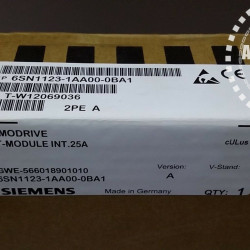 P 6SN1123-1AA00-0BA1
T-W12069036
2PE A
MODRIVE
T-MODULE INT.25A
GWE-566018901010
6SN1123-1AA00-0BA1
Version:
A
V-Stand:
cULus
SIEMENS
Made in Germany
QTY: 1